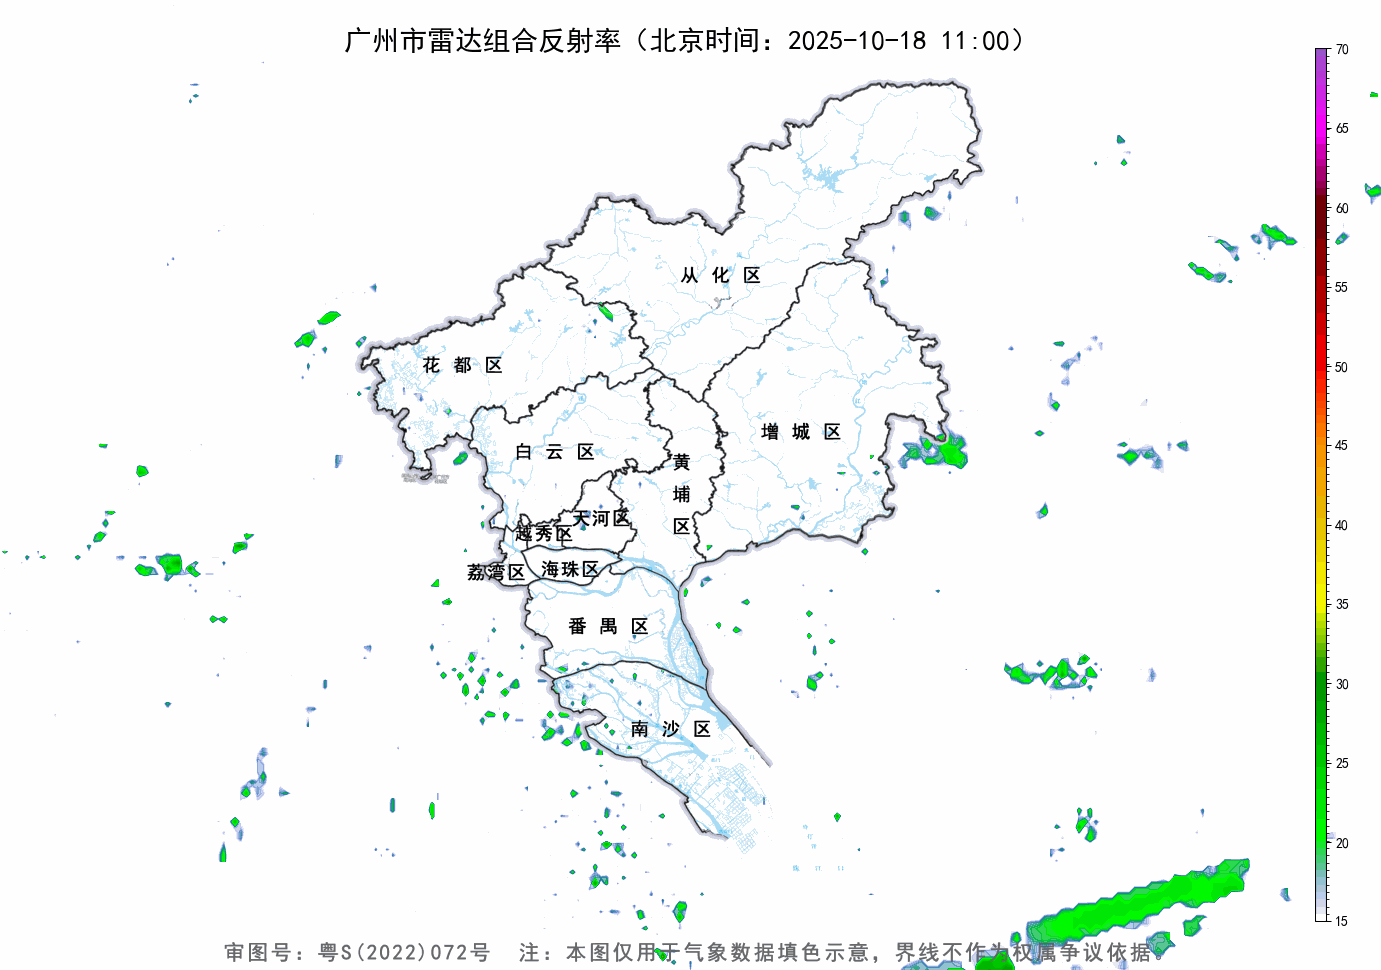 广州市雷达组合反射率（北京时间：2025-10-18 11:00）
70
65
60
55
50
45
40
35
30
25
20
15
从化区
花都区
增城区
白云区
黄埔区
天河区
越秀区
荔湾区
海珠区
番禺区
南沙区
审图号：粤S(2022)072号 注：本图仅用于气象数据填色示意，界线不作为权属争议依据。